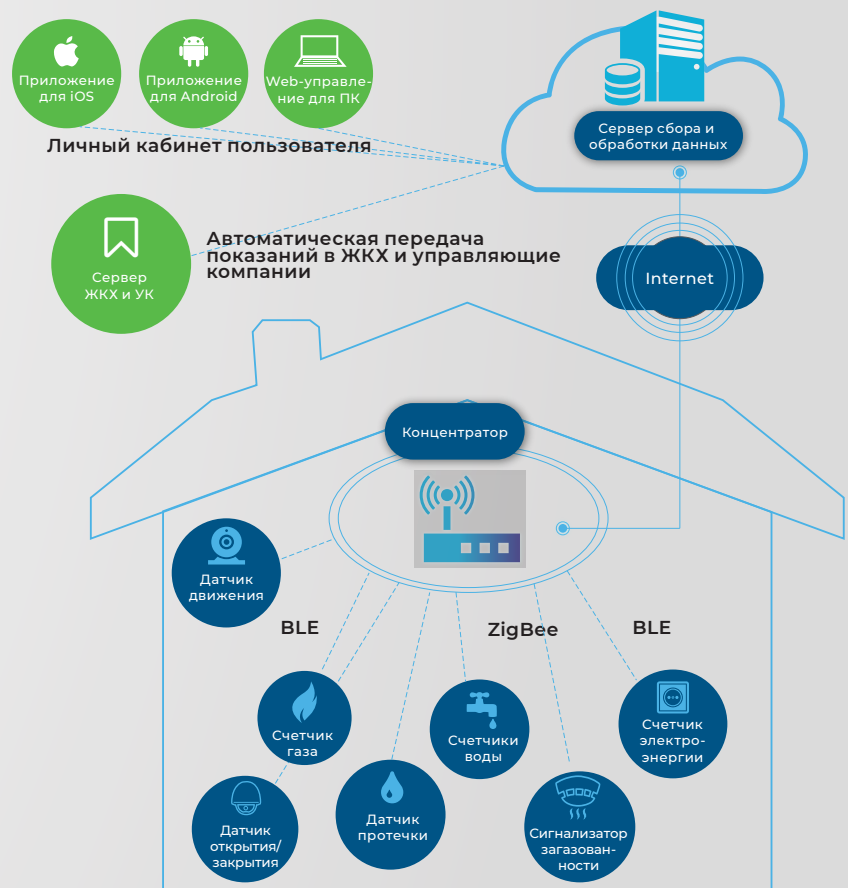 Приложение
для iOS
Приложение
для Android
Web-управле-
ние для ПК
Сервер сбора и
обработки данных
Личный кабинет пользователя
Автоматическая передача
показаний в ЖКХ и управляющие
компании
Сервер
ЖКХ и УК
Internet
Концентратор
Датчик
движения
BLE
ZigBee
BLE
Счетчик
газа
Счетчики
воды
Счетчик
электро-
энергии
Датчик
открытия/
закрытия
Датчик
протечки
Сигнализатор
загазован-
ности